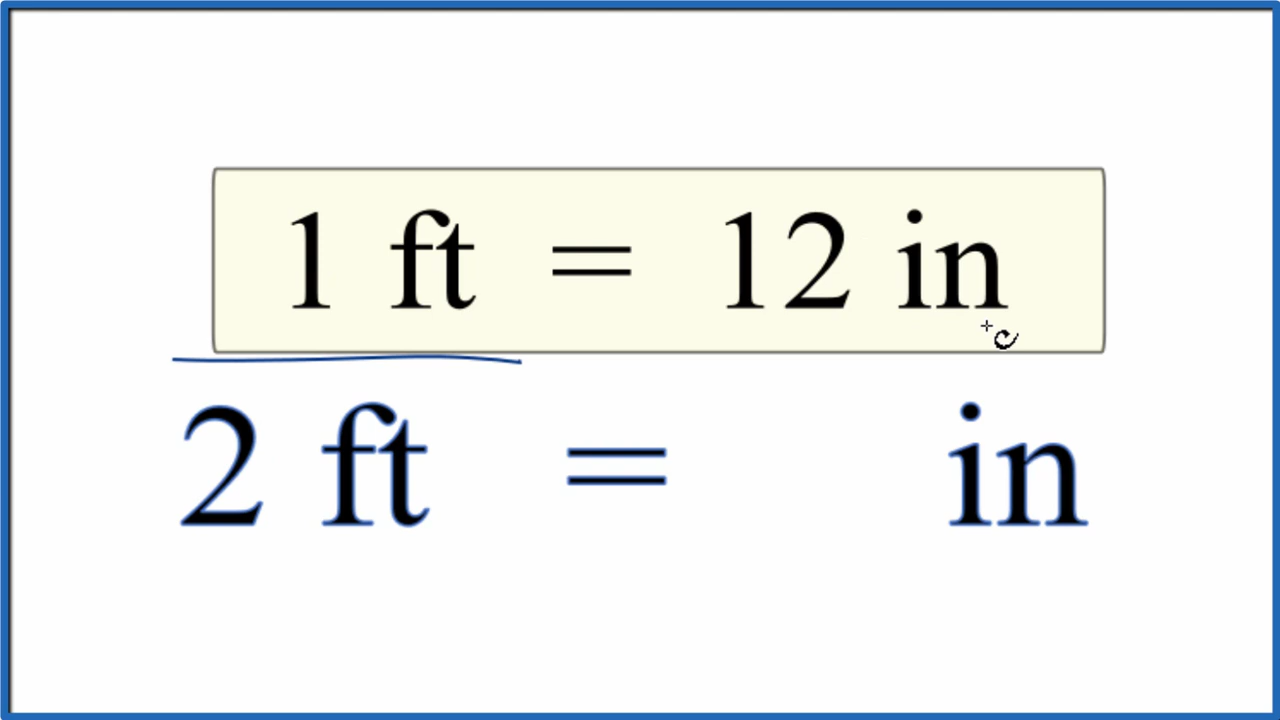 1 ft = 12 in
2 ft = in